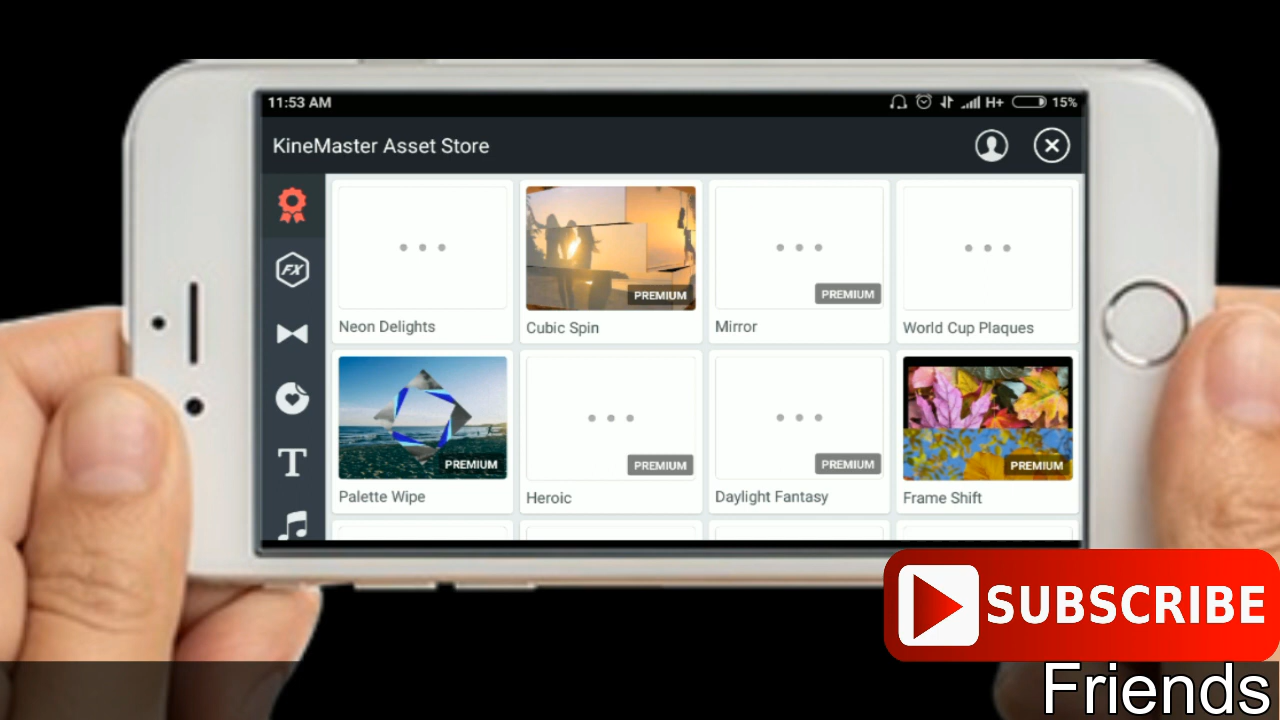 11:53 AM H+ 15%
KineMaster Asset Store
FX
T
PREMIUM PREMIUM
Neon Delights Cubic Spin Mirror World Cup Plaques
PREMIUM PREMIUM PREMIUM PREMIUM
Palette Wipe Heroic Daylight Fantasy Frame Shift
SUBSCRIBE
Friends